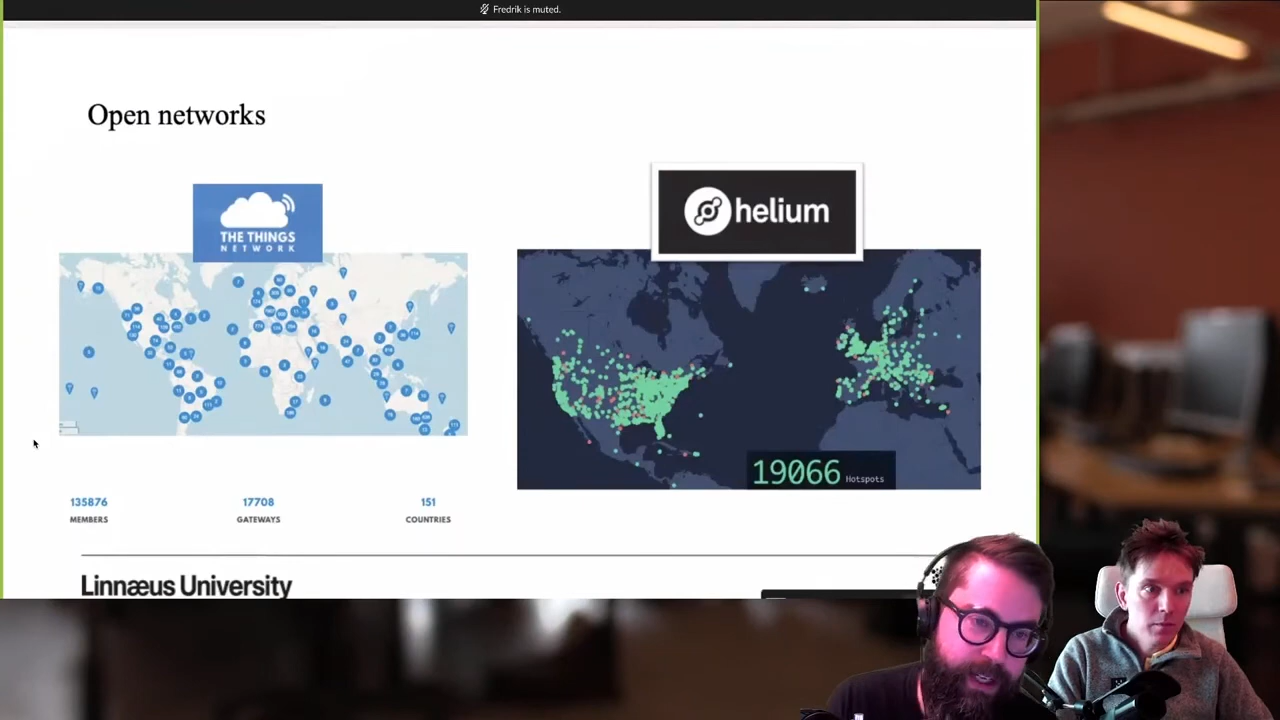 Fredrik is muted.
Open networks
THE THINGS
NETWORK
helium
19066 Hotspots
135876
MEMBERS
17708
GATEWAYS
151
COUNTRIES
Linnæus University